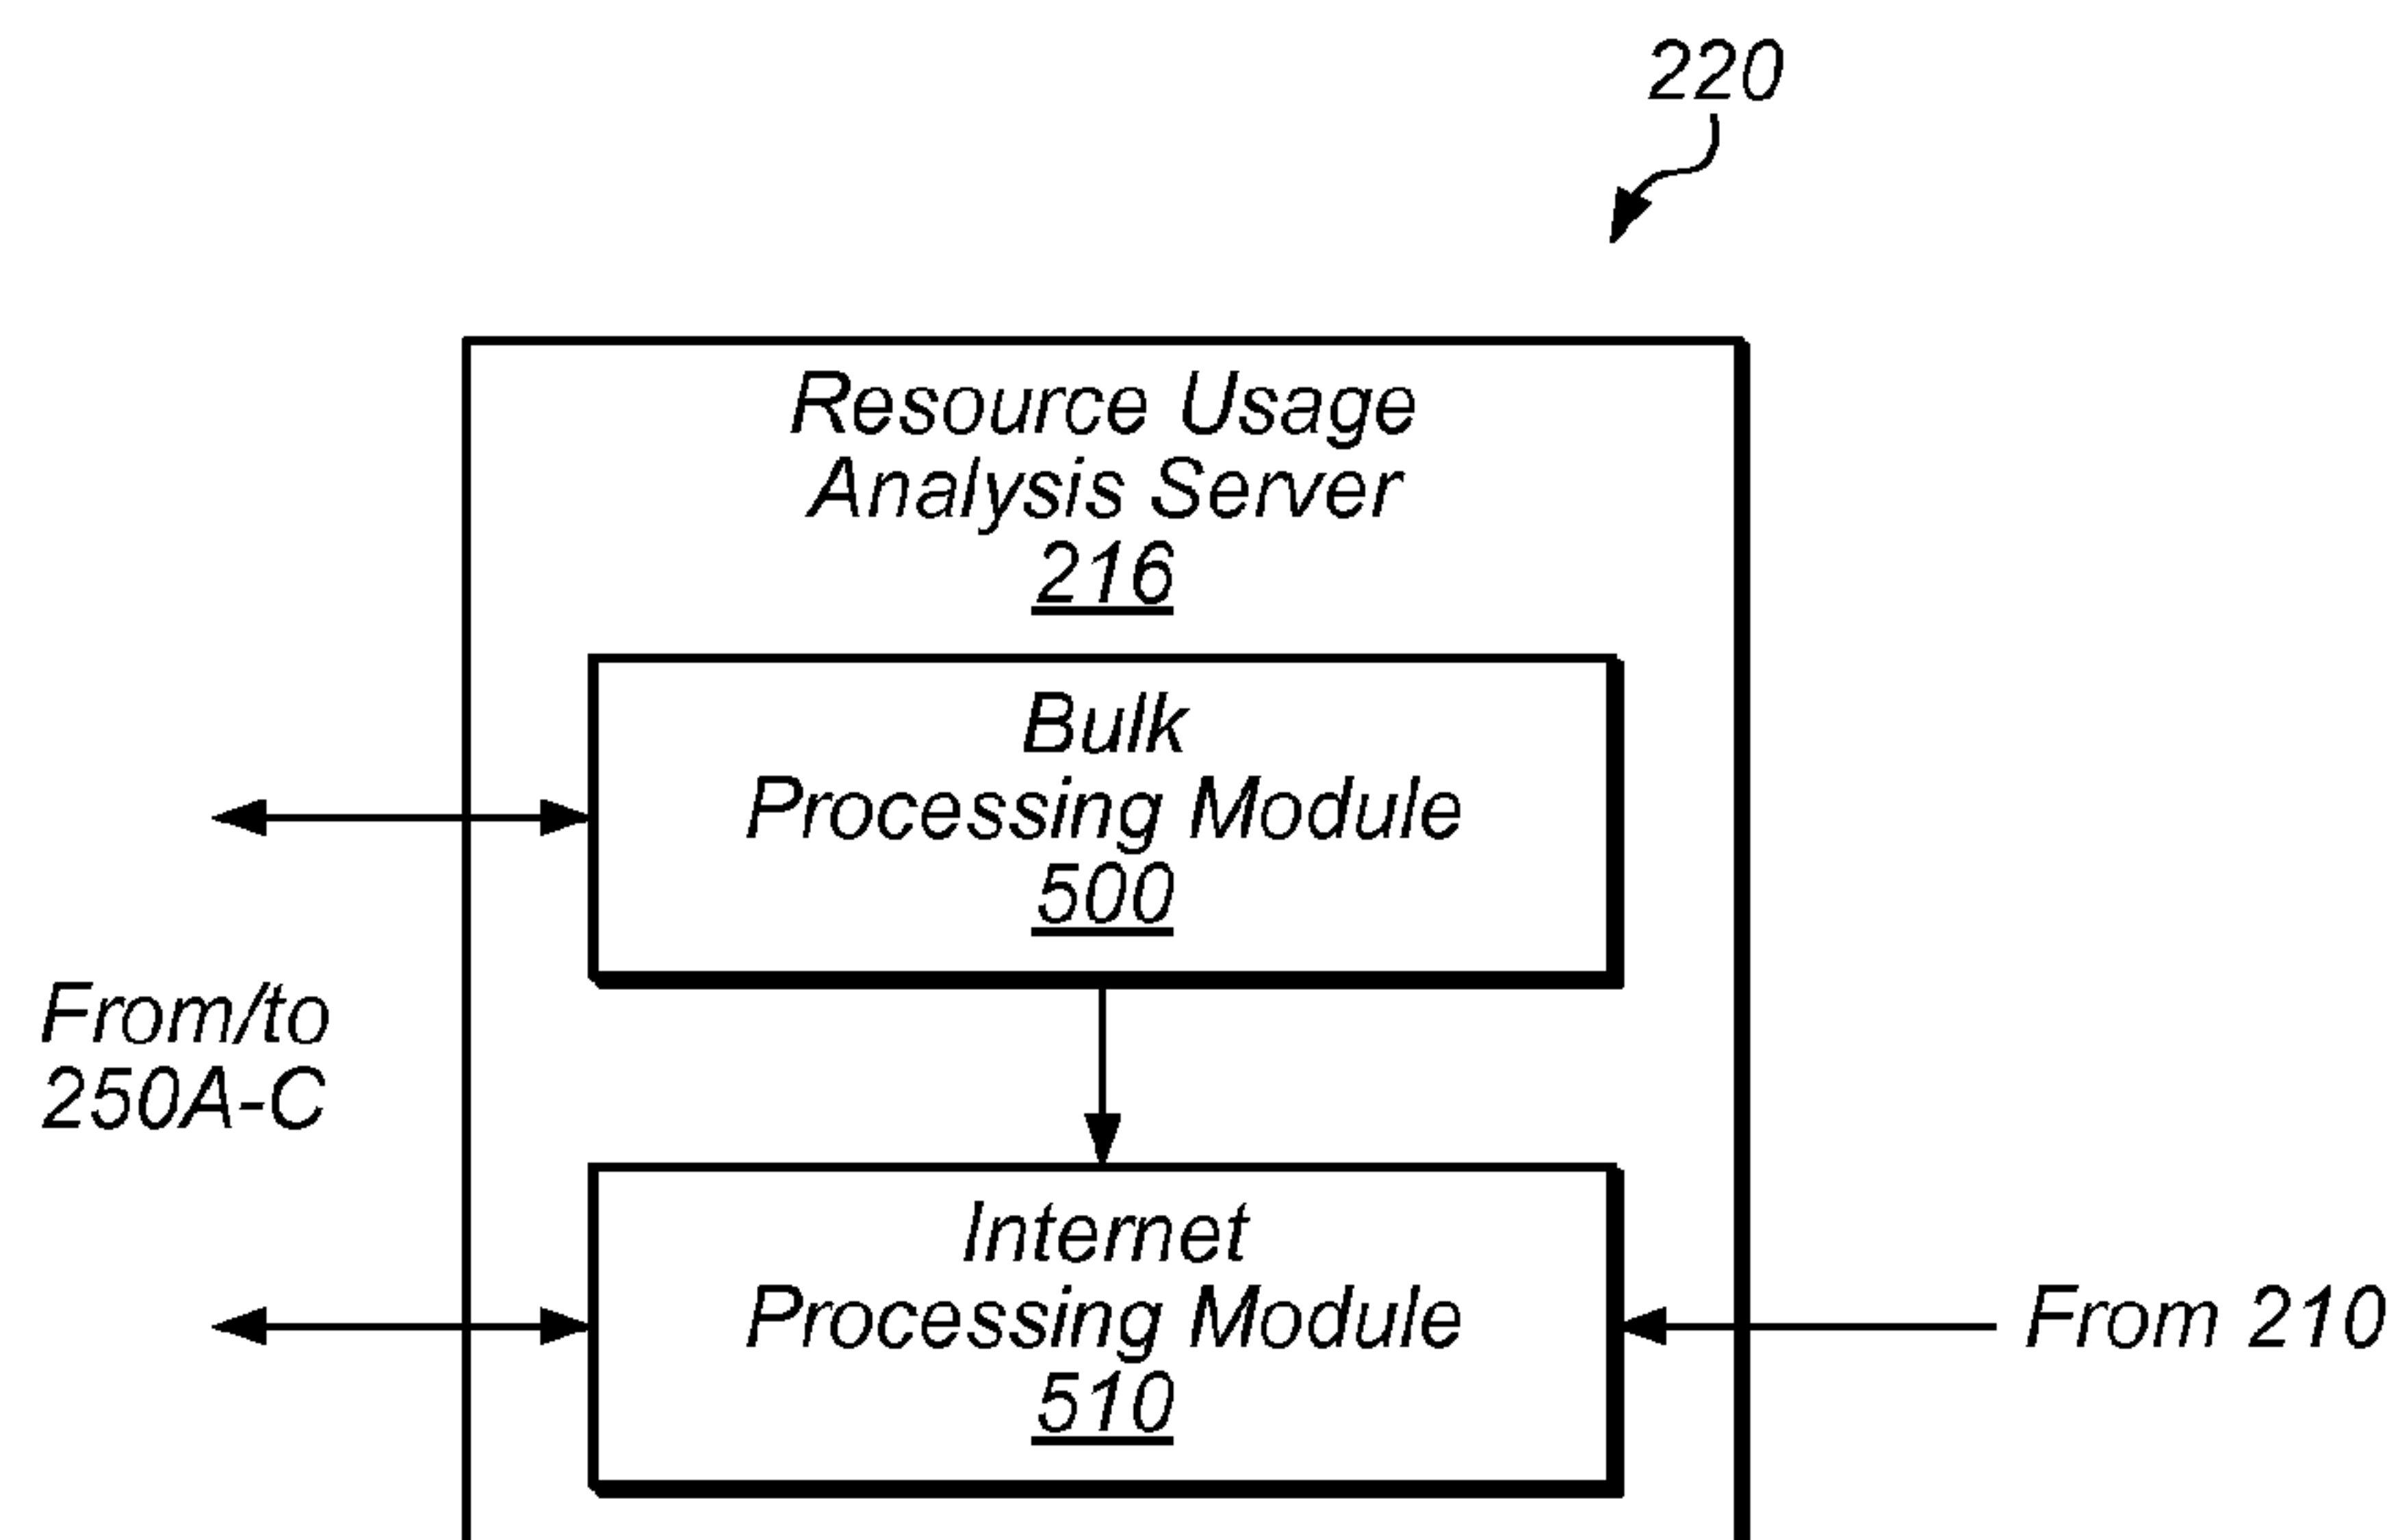 220
Resource Usage
Analysis Server
216
Bulk
Processing Module
500
From/to
250A-C
Internet
Processing Module
510
From 210